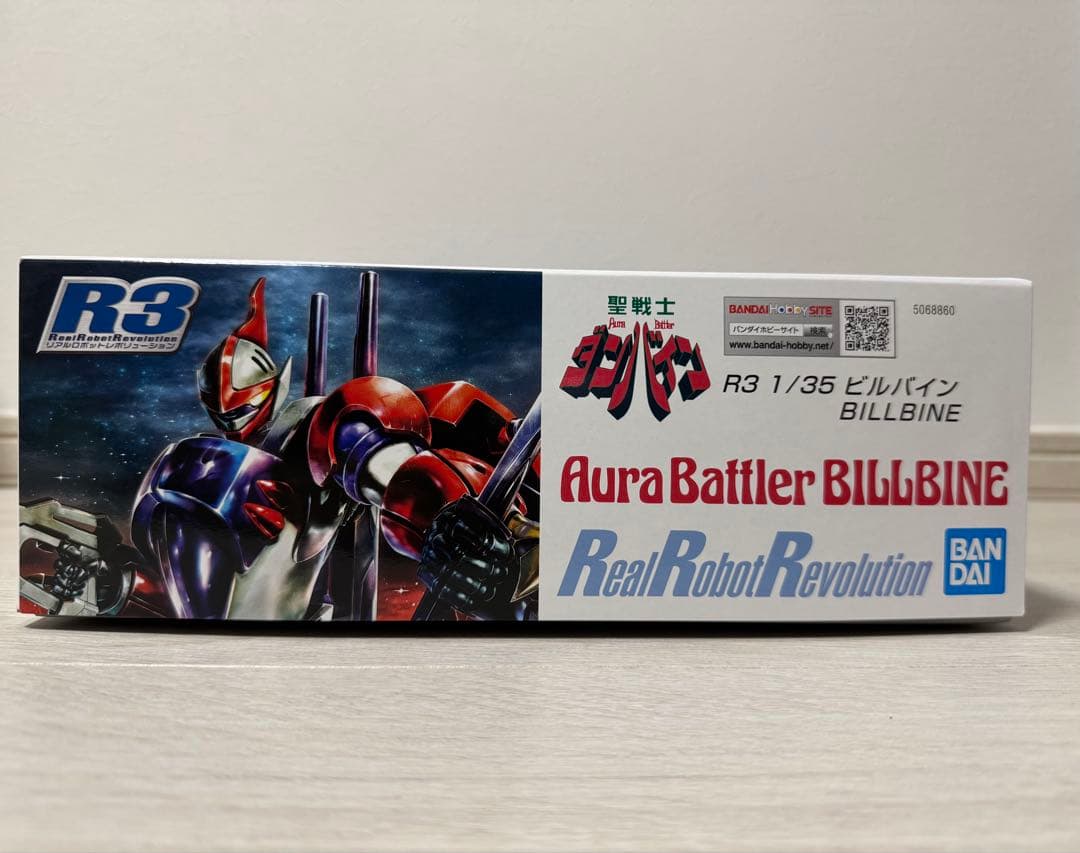 R3
RealRobotRevolution
リアルロボットレボリューション
聖戦士
Aura Battler
ダンバイン
BANDAI HOBBY SITE
バンダイホビーサイト 検索
www.bandai-hobby.net/
5068860
R3 1/35 ビルバイン
BILLBINE
Aura Battler BILLBINE
RealRobotRevolution
BAN
DAI